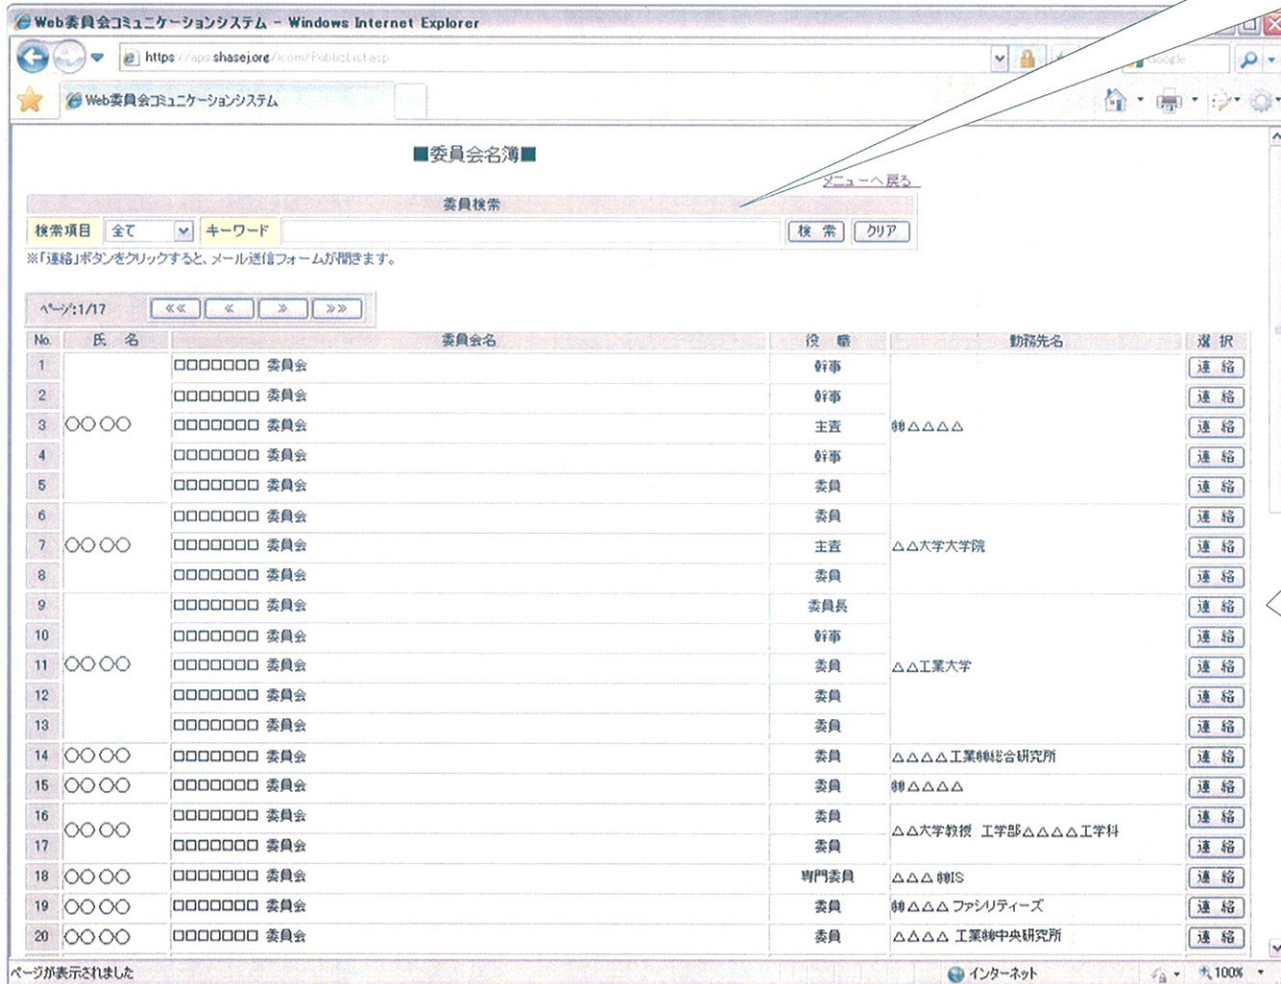 Web委員会コミュニケーションシステム - Windows Internet Explorer
https://aps.shasej.org/icom/PublicList.asp
Google
Web委員会コミュニケーションシステム
■委員会名簿■
メニューへ戻る
委員検索
検索項目 全て キーワード 検 索 クリア
※「連絡」ボタンをクリックすると、メール送信フォームが開きます。
ページ:1/17 ≪≪ ≪ ≫ ≫≫
No. 氏 名 委員会名 役 職 勤務先名 選 択
1 □□□□□□□ 委員会 幹事 連 絡
2 □□□□□□□ 委員会 幹事 連 絡
3 ○○○○ □□□□□□□ 委員会 主査 ㈱△△△△ 連 絡
4 □□□□□□□ 委員会 幹事 連 絡
5 □□□□□□□ 委員会 委員 連 絡
6 □□□□□□□ 委員会 委員 連 絡
7 ○○○○ □□□□□□□ 委員会 主査 △△大学大学院 連 絡
8 □□□□□□□ 委員会 委員 連 絡
9 □□□□□□□ 委員会 委員長 連 絡
10 □□□□□□□ 委員会 幹事 連 絡
11 ○○○○ □□□□□□□ 委員会 委員 △△工業大学 連 絡
12 □□□□□□□ 委員会 委員 連 絡
13 □□□□□□□ 委員会 委員 連 絡
14 ○○○○ □□□□□□□ 委員会 委員 △△△△工業㈱総合研究所 連 絡
15 ○○○○ □□□□□□□ 委員会 委員 ㈱△△△△ 連 絡
16 ○○○○ □□□□□□□ 委員会 委員 △△大学教授 工学部△△△△工学科 連 絡
17 □□□□□□□ 委員会 委員 連 絡
18 ○○○○ □□□□□□□ 委員会 専門委員 △△△㈱IS 連 絡
19 ○○○○ □□□□□□□ 委員会 委員 ㈱△△△ファシリティーズ 連 絡
20 ○○○○ □□□□□□□ 委員会 委員 △△△△ 工業㈱中央研究所 連 絡
ページが表示されました インターネット 100%